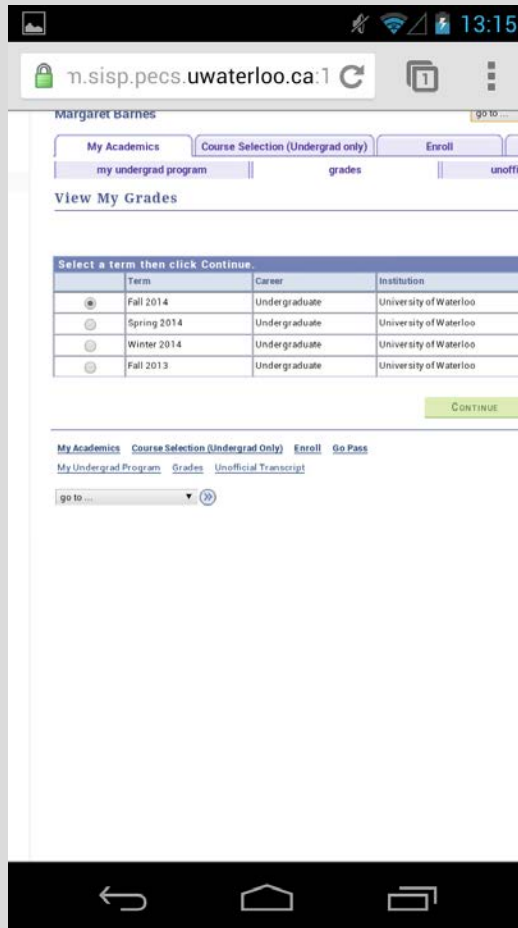 13:15
n.sisp.pecs.uwaterloo.ca:1 1
Margaret Barnes go to ...
My Academics Course Selection (Undergrad only) Enroll
my undergrad program grades unoffi
View My Grades
Select a term then click Continue.
Term Career Institution
Fall 2014 Undergraduate University of Waterloo
Spring 2014 Undergraduate University of Waterloo
Winter 2014 Undergraduate University of Waterloo
Fall 2013 Undergraduate University of Waterloo
CONTINUE
My Academics Course Selection (Undergrad Only) Enroll Go Pass
My Undergrad Program Grades Unofficial Transcript
go to ...